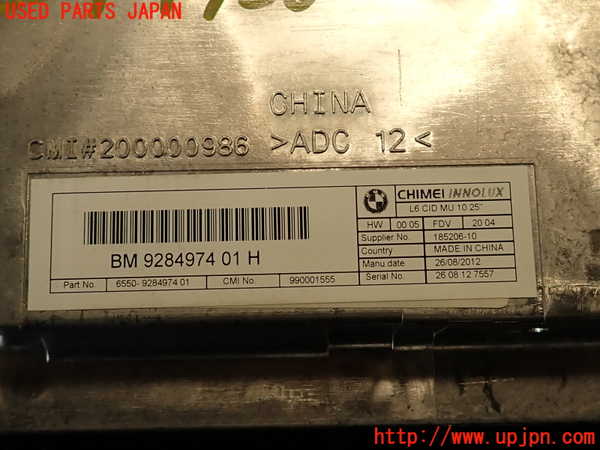 USED PARTS JAPAN
CHINA
CMI#200000986 >ADC 12<
CHIMEI INNOLUX
L6 CID MU 10.25"
HW 00 05 FDV 20 04
Supplier No. 185206-10
Country MADE IN CHINA
Manu date 26/08/2012
Serial No. 26 08 12 7557
BM 9284974 01 H
Part No. 6550- 9284974 01 CMI No. 990001555
http://www.upjpn.com/